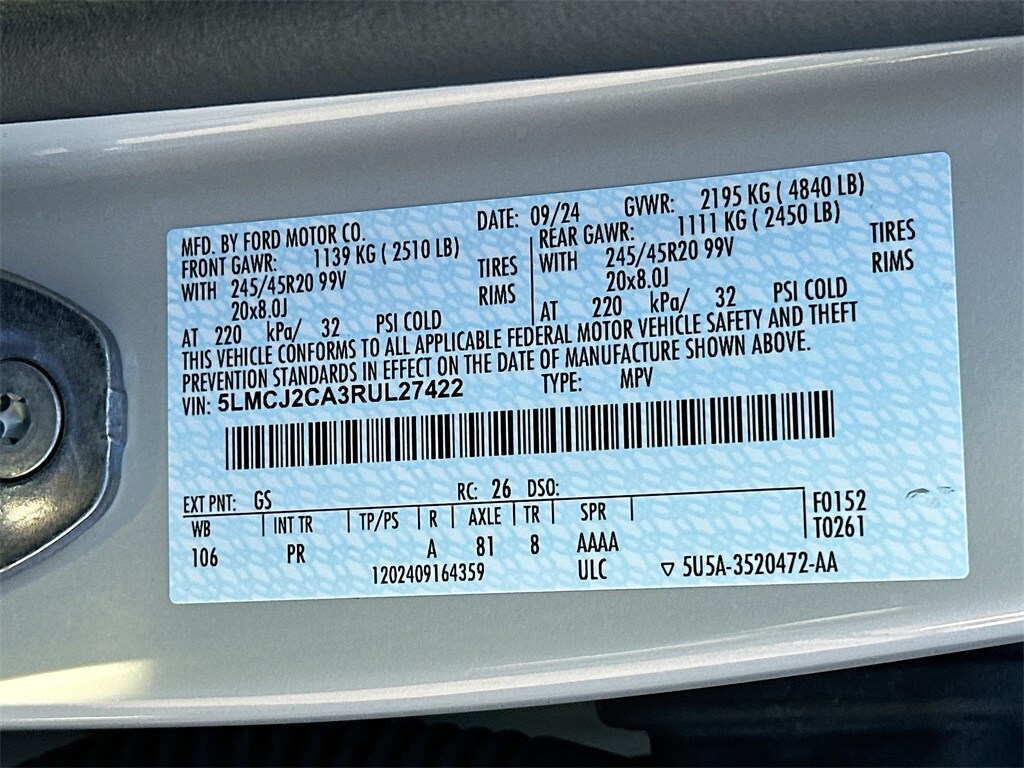 MFD. BY FORD MOTOR CO. DATE: 09/24 GVWR: 2195 KG ( 4840 LB)
FRONT GAWR: 1139 KG ( 2510 LB) REAR GAWR: 1111 KG ( 2450 LB)
WITH 245/45R20 99V TIRES WITH 245/45R20 99V TIRES
20x8.0J RIMS 20x8.0J RIMS
AT 220 kPa/ 32 PSI COLD AT 220 kPa/ 32 PSI COLD
THIS VEHICLE CONFORMS TO ALL APPLICABLE FEDERAL MOTOR VEHICLE SAFETY AND THEFT
PREVENTION STANDARDS IN EFFECT ON THE DATE OF MANUFACTURE SHOWN ABOVE.
VIN: 5LMCJ2CA3RUL27422 TYPE: MPV
EXT PNT: GS RC: 26 DSO:
WB INT TR TP/PS R AXLE TR SPR F0152
106 PR A 81 8 AAAA T0261
1202409164359 ULC ▽ 5U5A-3520472-AA